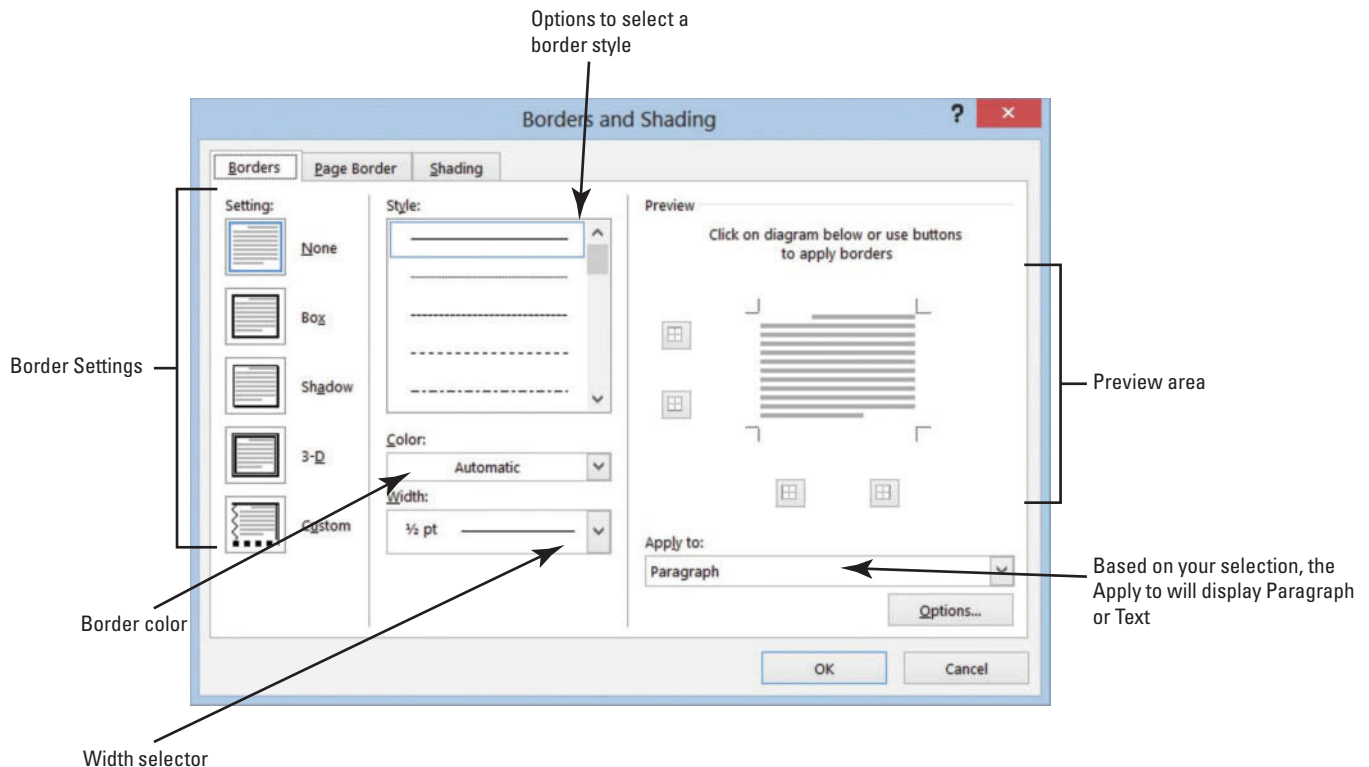 Options to select a
border style
Borders and Shading
?
×
Borders
Page Border
Shading
Setting:
None
Box
Shadow
3-D
Custom
Style:
Color:
Automatic
Width:
½ pt
Preview
Click on diagram below or use buttons
to apply borders
Apply to:
Paragraph
Options...
OK
Cancel
Border Settings
Preview area
Based on your selection, the
Apply to will display Paragraph
or Text
Border color
Width selector